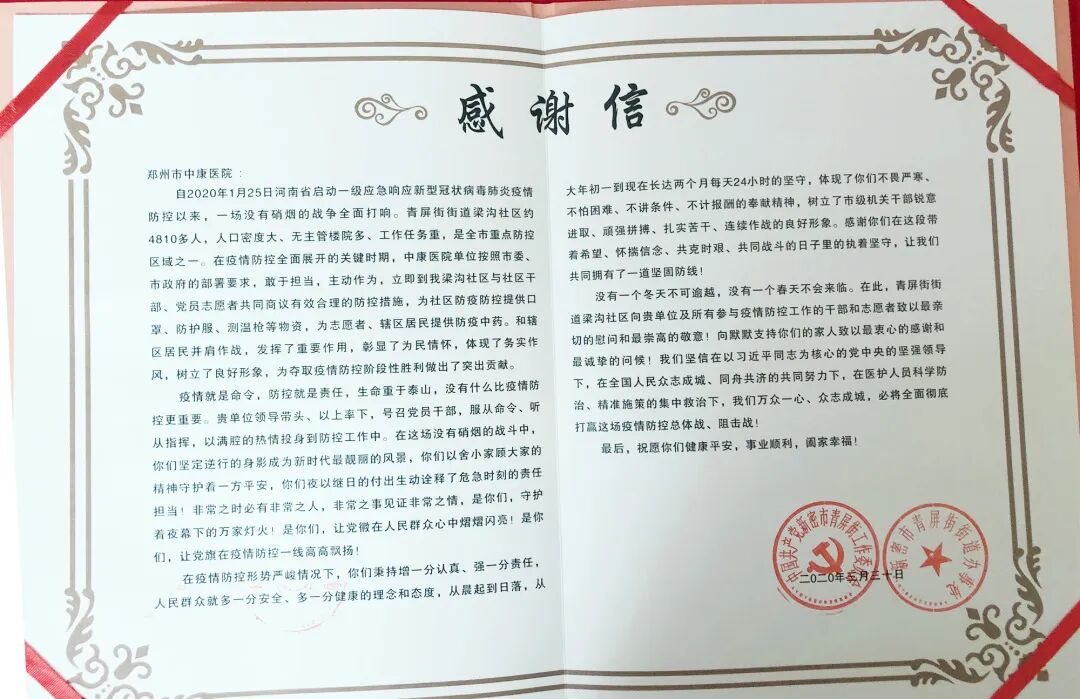 感谢信
郑州市中康医院：
自2020年1月25日河南省启动一级应急响应新型冠状病毒肺炎疫情
防控以来，一场没有硝烟的战争全面打响。青屏街街道梁沟社区约
4810多人，人口密度大、无主管楼院多、工作任务重，是全市重点防控
区域之一。在疫情防控全面展开的关键时期，中康医院单位按照市委、
市政府的部署要求，敢于担当，主动作为，立即到我梁沟社区与社区干
部、党员志愿者共同商议有效合理的防控措施，为社区防疫防控提供口
罩、防护服、测温枪等物资，为志愿者、辖区居民提供防疫中药。和辖
区居民并肩作战，发挥了重要作用，彰显了为民情怀，体现了务实作
风，树立了良好形象，为夺取疫情防控阶段性胜利做出了突出贡献。
疫情就是命令，防控就是责任，生命重于泰山，没有什么比疫情防
控更重要。贵单位领导带头、以上率下，号召党员干部，服从命令、听
从指挥，以满腔的热情投身到防控工作中。在这场没有硝烟的战斗中，
你们坚定逆行的身影成为新时代最靓丽的风景，你们以舍小家顾大家的
精神守护着一方平安，你们夜以继日的付出生动诠释了危急时刻的责任
担当！非常之时必有非常之人，非常之事见证非常之情，是你们，守护
着夜幕下的万家灯火！是你们，让党徽在人民群众心中熠熠闪亮！是你
们，让党旗在疫情防控一线高高飘扬！
在疫情防控形势严峻情况下，你们秉持增一分认真、强一分责任，
人民群众就多一分安全、多一分健康的理念和态度，从晨起到日落，从
大年初一到现在长达两个月每天24小时的坚守，体现了你们不畏严寒、
不怕困难、不讲条件、不计报酬的奉献精神，树立了市级机关干部锐意
进取、顽强拼搏、扎实苦干、连续作战的良好形象。感谢你们在这段带
着希望、怀揣信念、共克时艰、共同战斗的日子里的执着坚守，让我们
共同拥有了一道坚固防线！
没有一个冬天不可逾越，没有一个春天不会来临。在此，青屏街街
道梁沟社区向贵单位及所有参与疫情防控工作的干部和志愿者致以最亲
切的慰问和最崇高的敬意！向默默支持你们的家人致以最衷心的感谢和
最诚挚的问候！我们坚信在以习近平同志为核心的党中央的坚强领导
下，在全国人民众志成城、同舟共济的共同努力下，在医护人员科学防
治、精准施策的集中救治下，我们万众一心、众志成城，必将全面彻底
打赢这场疫情防控总体战、阻击战！
最后，祝愿你们健康平安，事业顺利，阖家幸福！
中国共产党新密市青屏街工作委员会
新密市青屏街街道办事处
二〇二〇年三月三十日